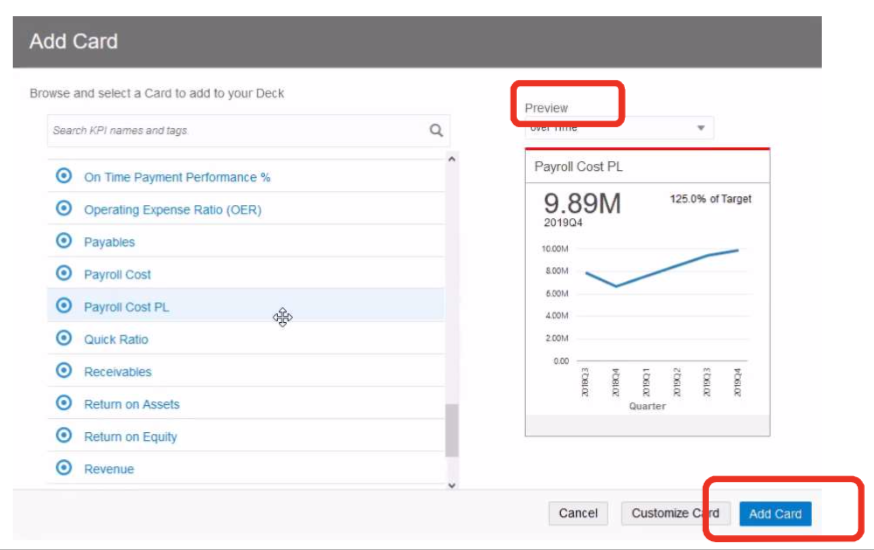 Add Card
Browse and select a Card to add to your Deck
Search KPI names and tags.
On Time Payment Performance %
Operating Expense Ratio (OER)
Payables
Payroll Cost
Payroll Cost PL
Quick Ratio
Receivables
Return on Assets
Return on Equity
Revenue
Preview
over Time
Payroll Cost PL
9.89M
125.0% of Target
2019Q4
10.00M
8.00M
6.00M
4.00M
2.00M
0.00
2018Q3
2018Q4
2019Q1
2019Q2
2019Q3
2019Q4
Quarter
Cancel
Customize Card
Add Card